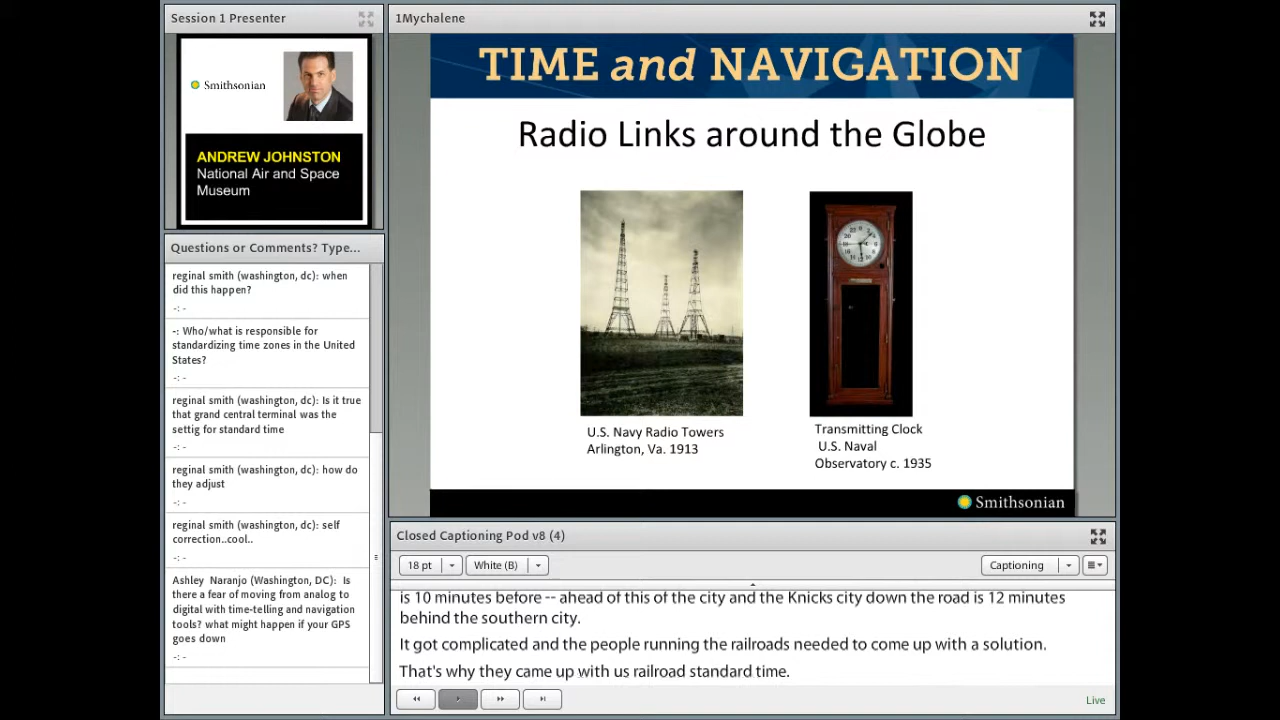 Session 1 Presenter
Smithsonian
ANDREW JOHNSTON
National Air and Space
Museum
Questions or Comments? Type...
reginal smith (washington, dc): when
did this happen?
-: -
-: Who/what is responsible for
standardizing time zones in the United
States?
-: -
reginal smith (washington, dc): Is it true
that grand central terminal was the
settig for standard time
-: -
reginal smith (washington, dc): how do
they adjust
-: -
reginal smith (washington, dc): self
correction..cool..
-: -
Ashley Naranjo (Washington, DC): Is
there a fear of moving from analog to
digital with time-telling and navigation
tools? what might happen if your GPS
goes down
-: -
1Mychalene
TIME and NAVIGATION
Radio Links around the Globe
U.S. Navy Radio Towers
Arlington, Va. 1913
Transmitting Clock
U.S. Naval
Observatory c. 1935
Smithsonian
Closed Captioning Pod v8 (4)
18 pt
White (B)
Captioning
is 10 minutes before -- ahead of this of the city and the Knicks city down the road is 12 minutes
behind the southern city.
It got complicated and the people running the railroads needed to come up with a solution.
That's why they came up with us railroad standard time.
Live